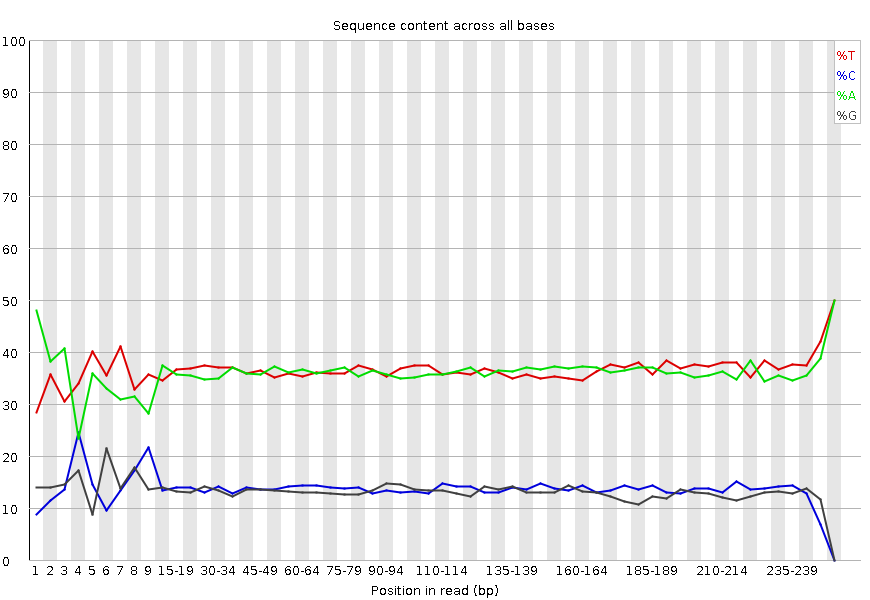 Sequence content across all bases
100
90
80
70
60
50
40
30
20
10
0
%T
%C
%A
%G
1 2 3 4 5 6 7 8 9 15-19 30-34 45-49 60-64 75-79 90-94 110-114 135-139 160-164 185-189 210-214 235-239
Position in read (bp)